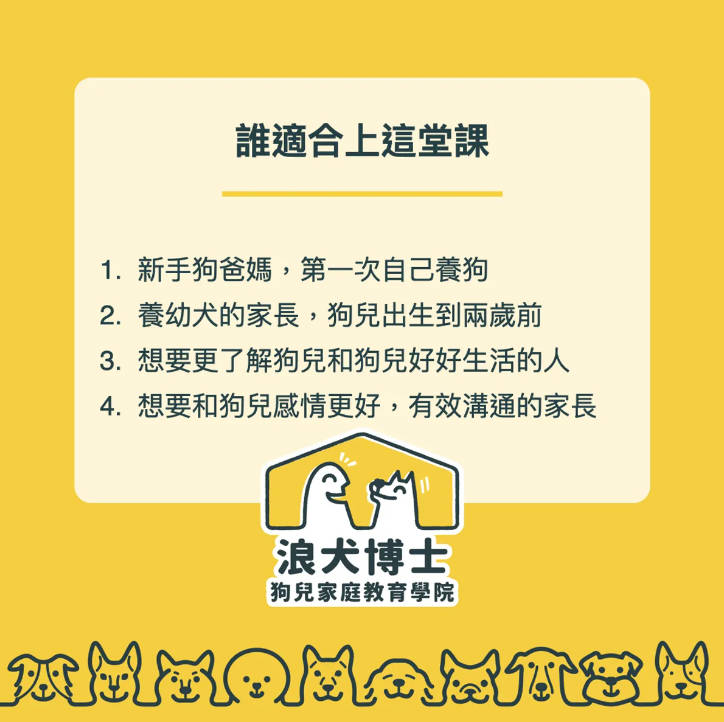 誰適合上這堂課
1. 新手狗爸媽，第一次自己養狗
2. 養幼犬的家長，狗兒出生到兩歲前
3. 想要更了解狗兒和狗兒好好生活的人
4. 想要和狗兒感情更好，有效溝通的家長
浪犬博士
狗兒家庭教育學院